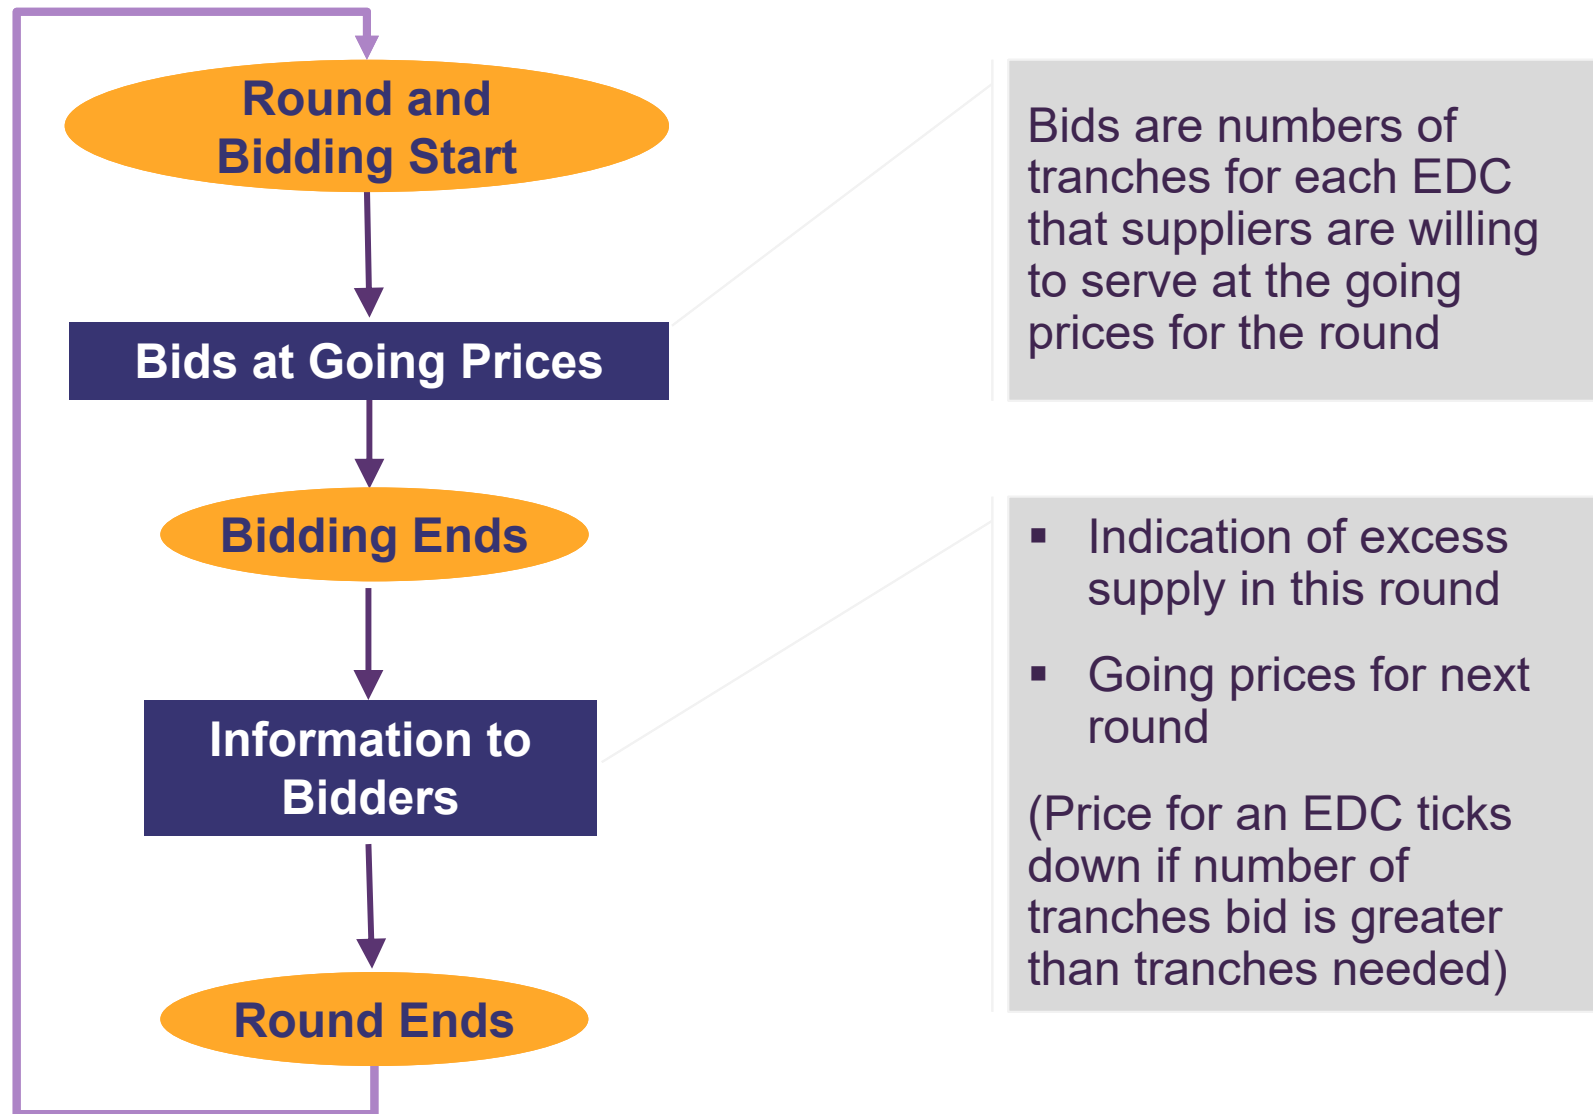 Round and
Bidding Start
Bids at Going Prices
Bidding Ends
Information to
Bidders
Round Ends
Bids are numbers of
tranches for each EDC
that suppliers are willing
to serve at the going
prices for the round
▪ Indication of excess
supply in this round
▪ Going prices for next
round
(Price for an EDC ticks
down if number of
tranches bid is greater
than tranches needed)